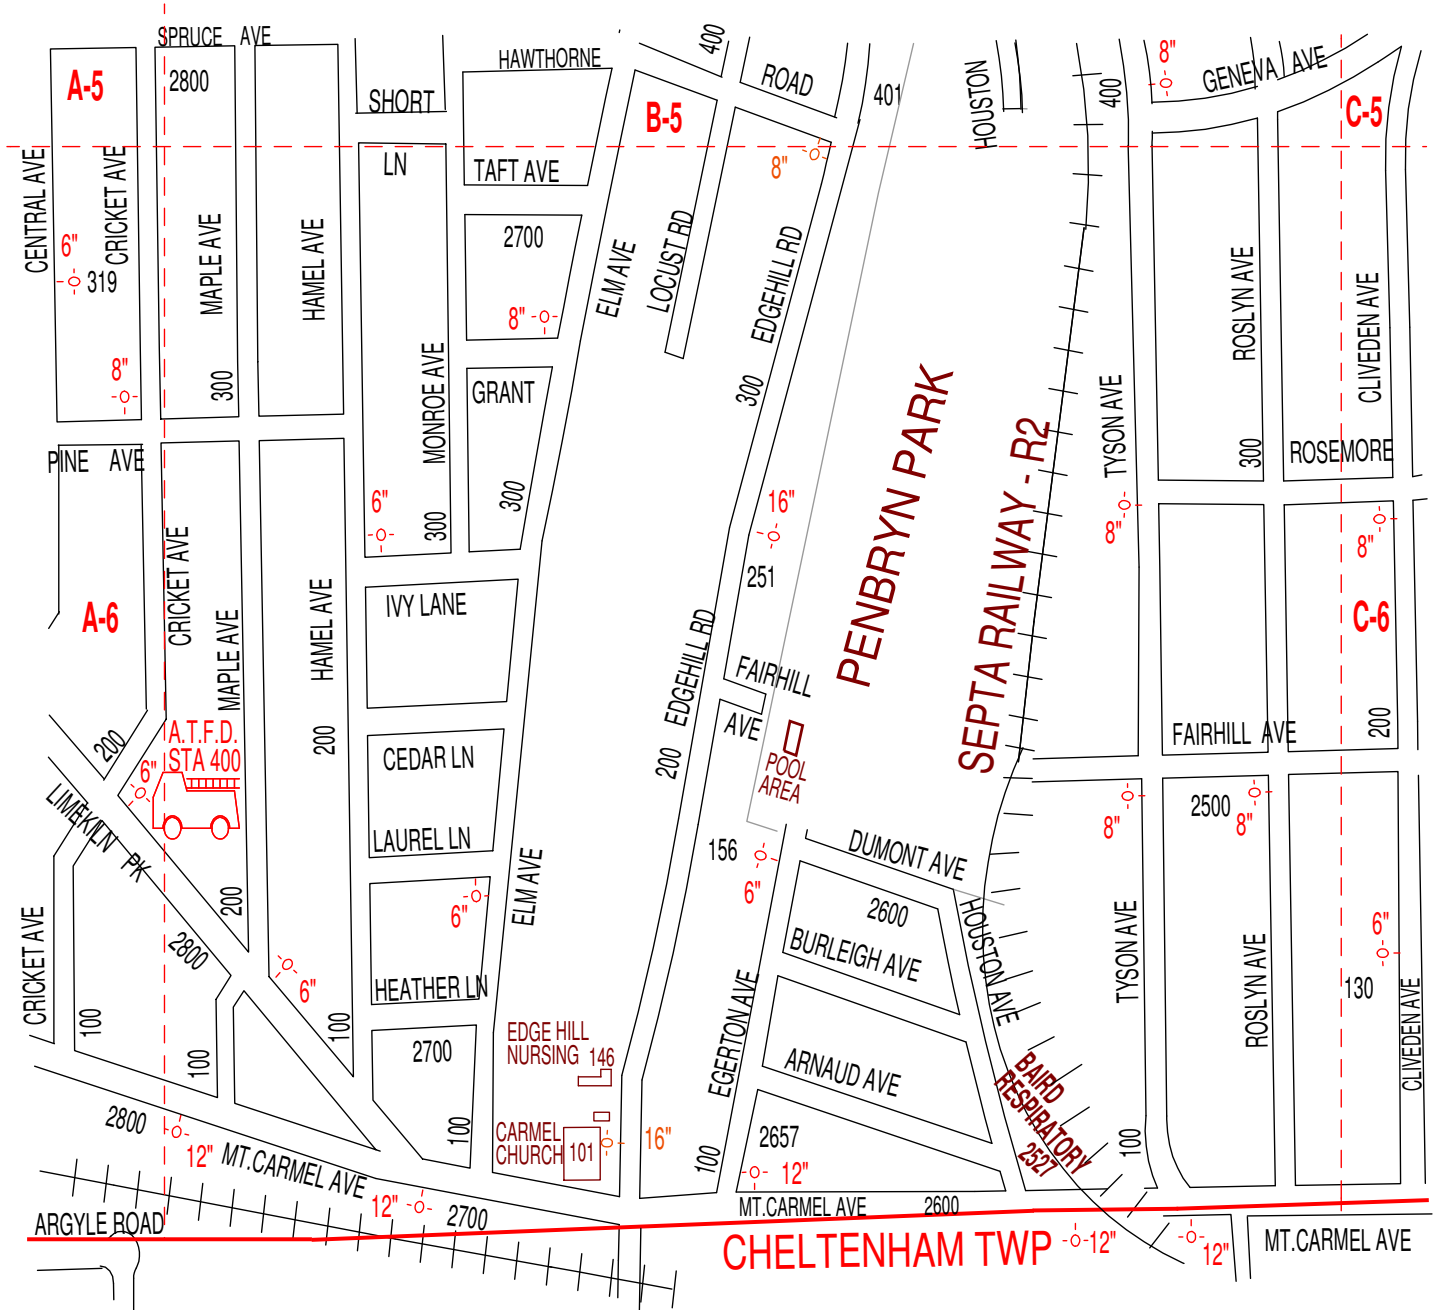 SPRUCE AVE
HAWTHORNE
400
ROAD
401
HOUSTON
400
8"
GENEVA AVE
A-5
2800
SHORT
LN
B-5
C-5
8"
CENTRAL AVE
CRICKET AVE
6"
319
8"
MAPLE AVE
300
HAMEL AVE
TAFT AVE
2700
8"
GRANT
300
MONROE AVE
300
6"
ELM AVE
LOCUST RD
EDGEHILL RD
300
16"
251
PENBRYN PARK
SEPTA RAILWAY - R2
TYSON AVE
8"
ROSLYN AVE
300
CLIVEDEN AVE
ROSEMORE
8"
PINE AVE
A-6
CRICKET AVE
MAPLE AVE
HAMEL AVE
200
IVY LANE
C-6
EDGEHILL RD
200
FAIRHILL
AVE
POOL
AREA
FAIRHILL AVE
200
200
A.T.F.D.
STA 400
6"
CEDAR LN
LAUREL LN
LIMEKILN PK
200
2800
6"
ELM AVE
6"
156
6"
DUMONT AVE
2600
BURLEIGH AVE
HOUSTON AVE
8"
2500
8"
TYSON AVE
ROSLYN AVE
6"
130
CLIVEDEN AVE
CRICKET AVE
100
100
100
HEATHER LN
2700
100
EDGE HILL
NURSING 146
CARMEL
CHURCH 101
16"
EGERTON AVE
100
ARNAUD AVE
2657
12"
BAIRD
RESPIRATORY
2527
100
2800
12"
MT.CARMEL AVE
12"
2700
MT.CARMEL AVE
2600
ARGYLE ROAD
CHELTENHAM TWP
12"
12"
MT.CARMEL AVE